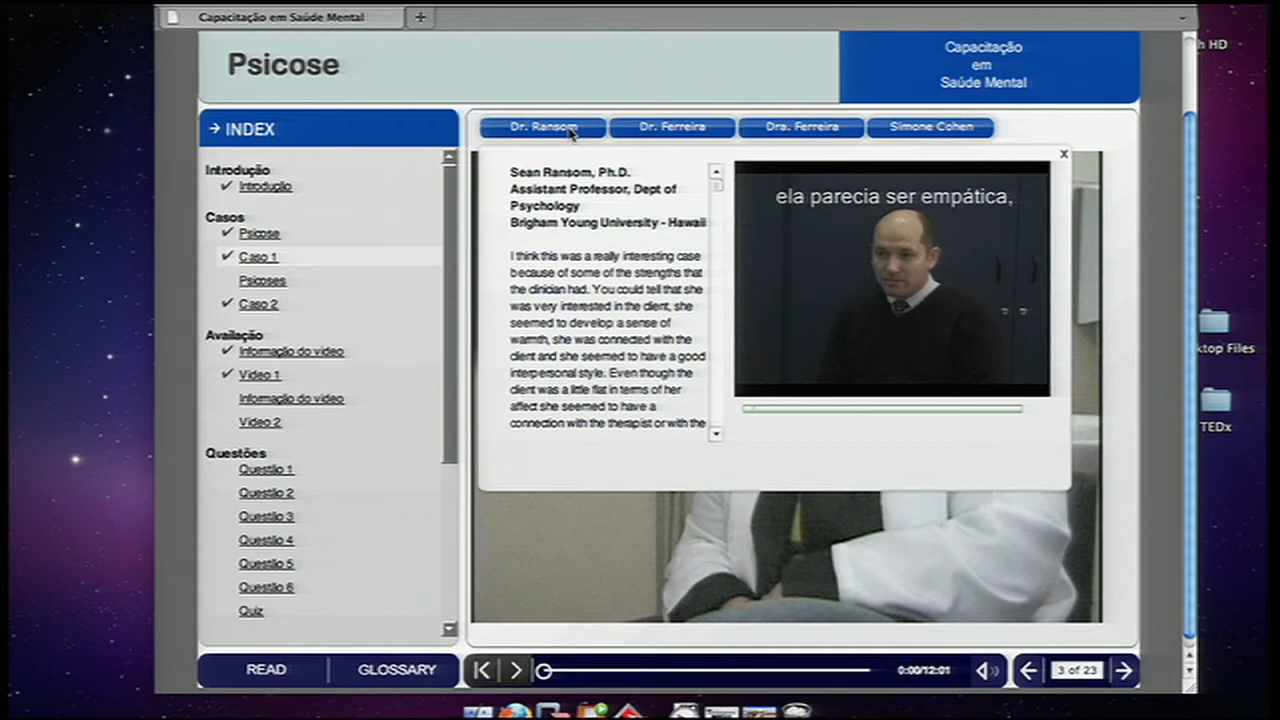 Capacitação em Saúde Mental
Psicose
Capacitação
em
Saúde Mental
→ INDEX
Introdução
Introdução
Casos
Psicose
Caso 1
Psicoses
Caso 2
Availação
Informação do video
Video 1
Informação do video
Video 2
Questões
Questão 1
Questão 2
Questão 3
Questão 4
Questão 5
Questão 6
Quiz
READ
GLOSSARY
Dr. Ransom
Dr. Ferreira
Dra. Ferreira
Simone Cohen
x
Sean Ransom, Ph.D.
Assistant Professor, Dept of
Psychology
Brigham Young University - Hawaii
I think this was a really interesting case
because of some of the strengths that
the clinician had. You could tell that she
was very interested in the client, she
seemed to develop a sense of
warmth, she was connected with the
client and she seemed to have a good
interpersonal style. Even though the
client was a little flat in terms of her
affect she seemed to have a
connection with the therapist or with the
ela parecia ser empática,
0:00/12:01
3 of 23
HD
ktop Files
TEDx